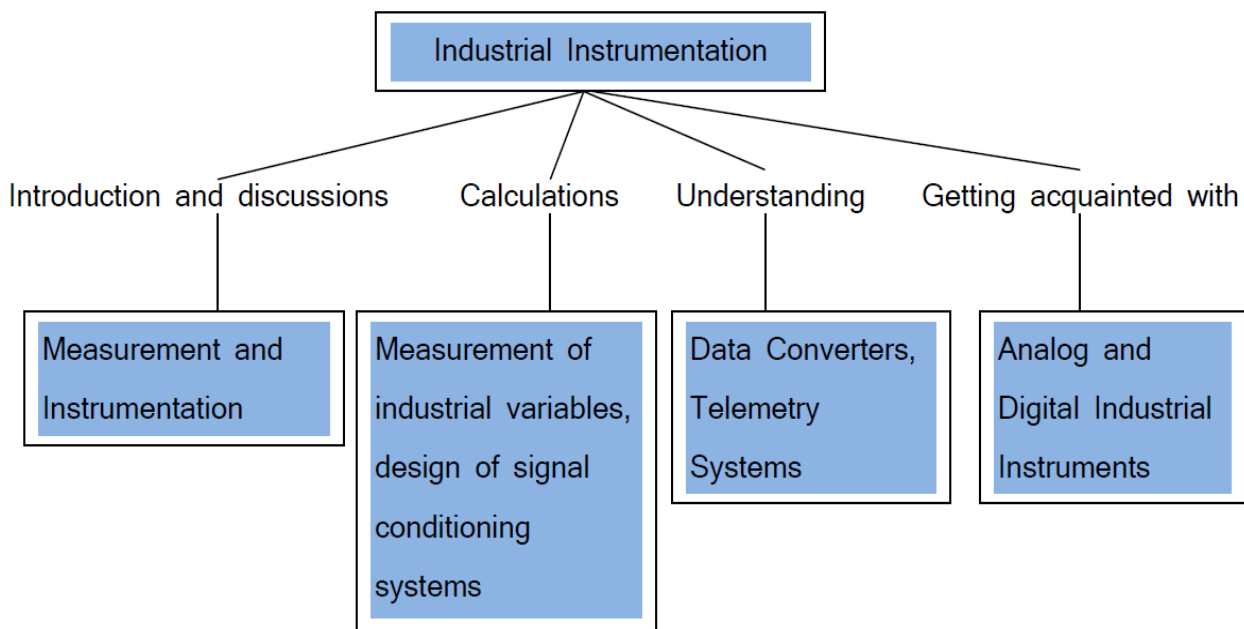 Industrial Instrumentation
Introduction and discussions
Calculations
Understanding
Getting acquainted with
Measurement and
Instrumentation
Measurement of
industrial variables,
design of signal
conditioning
systems
Data Converters,
Telemetry
Systems
Analog and
Digital Industrial
Instruments